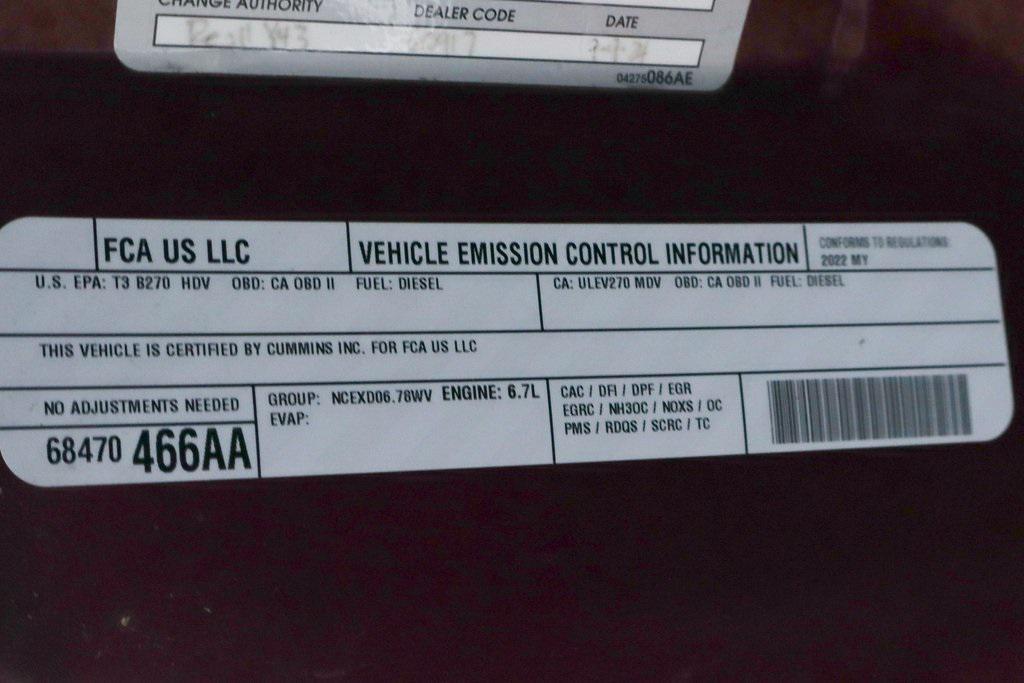 CHANGE AUTHORITY DEALER CODE DATE
04275086AE
FCA US LLC VEHICLE EMISSION CONTROL INFORMATION CONFORMS TO REGULATIONS:
2022 MY
U.S. EPA: T3 B270 HDV OBD: CA OBD II FUEL: DIESEL CA: ULEV270 MDV OBD: CA OBD II FUEL: DIESEL
THIS VEHICLE IS CERTIFIED BY CUMMINS INC. FOR FCA US LLC
NO ADJUSTMENTS NEEDED
68470 466AA
GROUP: NCEXD06.78WV ENGINE: 6.7L
EVAP:
CAC / DFI / DPF / EGR
EGRC / NH3OC / NOXS / OC
PMS / RDQS / SCRC / TC